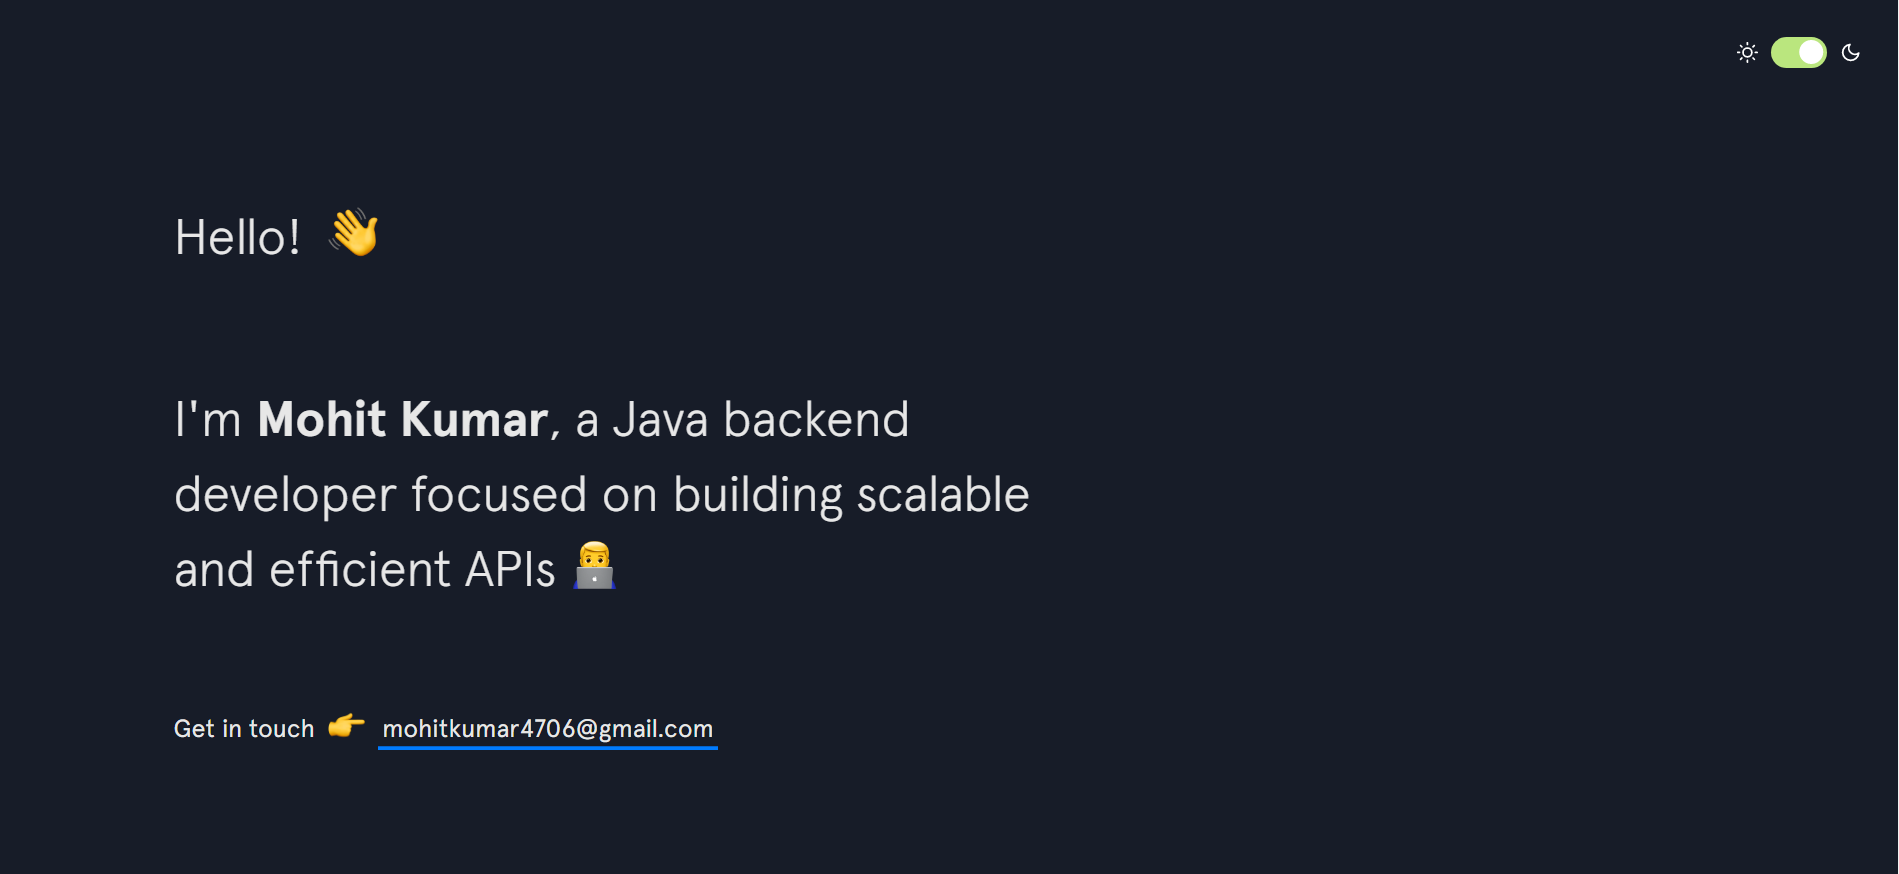 Hello! 👋
I'm Mohit Kumar, a Java backend
developer focused on building scalable
and efficient APIs 👨‍💻
Get in touch 👉 mohitkumar4706@gmail.com